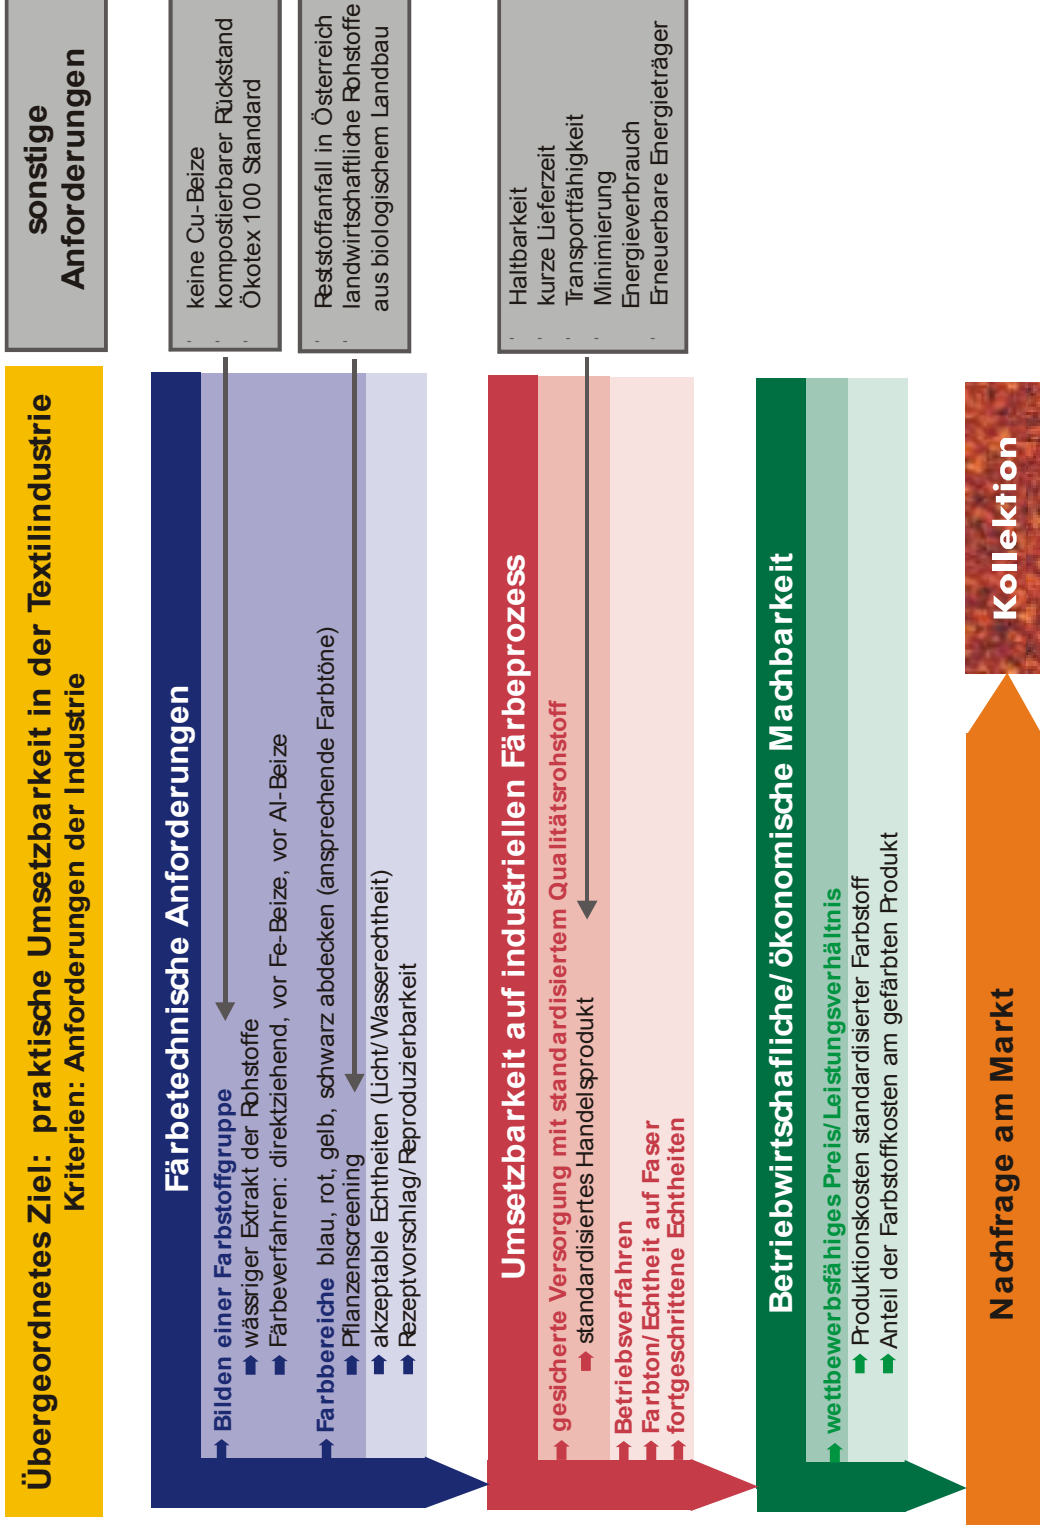 Übergeordnetes Ziel: praktische Umsetzbarkeit in der Textilindustrie
Kriterien: Anforderungen der Industrie
sonstige
Anforderungen
Färbetechnische Anforderungen
Bilden einer Farbstoffgruppe
wässriger Extrakt der Rohstoffe
Färbeverfahren: direktziehend, vor Fe-Beize, vor Al-Beize
Farbbereiche blau, rot, gelb, schwarz abdecken (ansprechende Farbtöne)
Pflanzenscreening
akzeptable Echtheiten (Licht/Wasserechtheit)
Rezeptvorschlag/Reproduzierbarkeit
- keine Cu-Beize
- kompostierbarer Rückstand
- Ökotex 100 Standard
- Reststoffanfall in Österreich
- landwirtschaftliche Rohstoffe
aus biologischem Landbau
Umsetzbarkeit auf industriellen Färbeprozess
gesicherte Versorgung mit standardisiertem Qualitätsrohstoff
standardisiertes Handelsprodukt
Betriebsverfahren
Farbton/Echtheit auf Faser
fortgeschrittene Echtheiten
- Haltbarkeit
- kurze Lieferzeit
- Transportfähigkeit
- Minimierung
Energieverbrauch
- Erneuerbare Energieträger
Betriebwirtschafliche/ökonomische Machbarkeit
wettbewerbsfähiges Preis/Leistungsverhältnis
Produktionskosten standardisierter Farbstoff
Anteil der Farbstoffkosten am gefärbten Produkt
Nachfrage am Markt
Kollektion